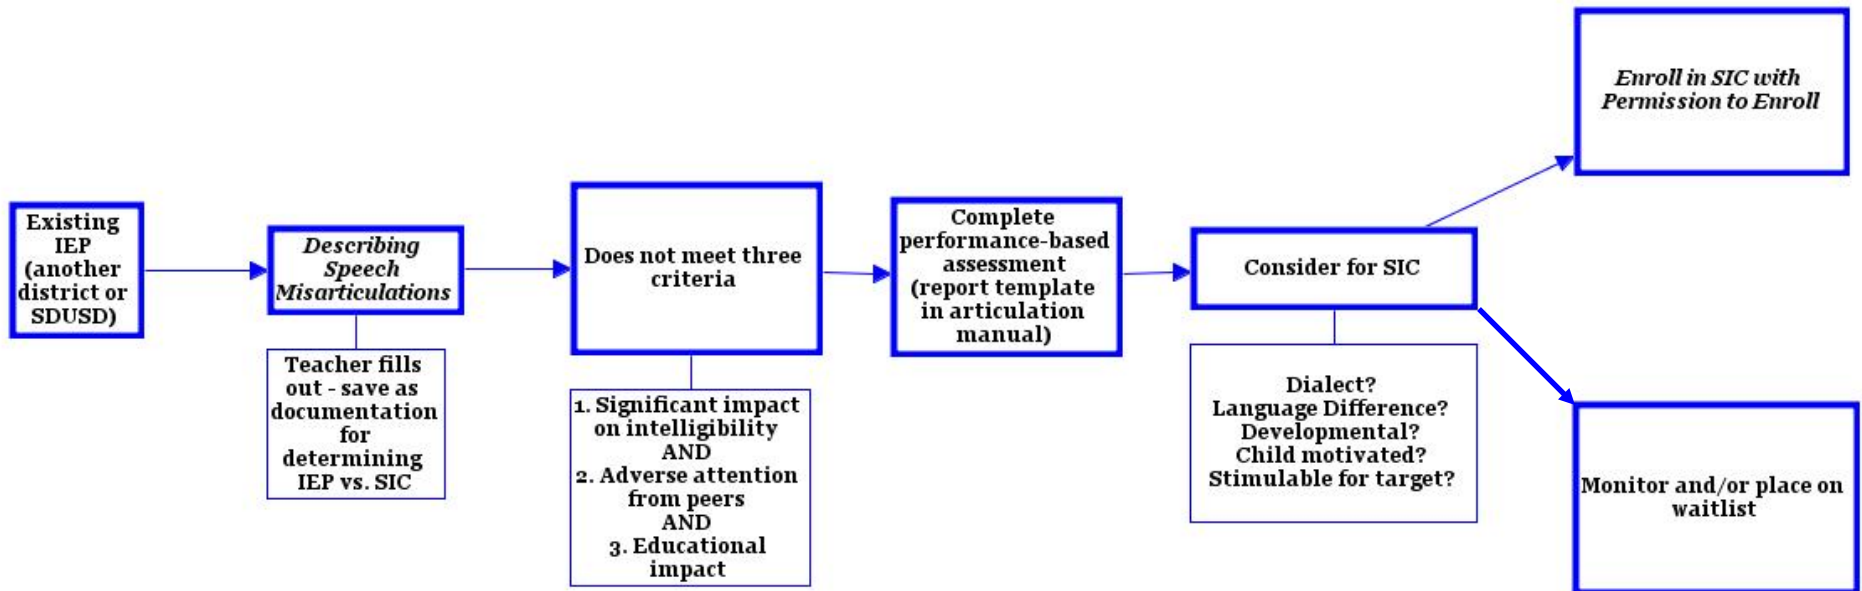 Existing
IEP
(another
district or
SDUSD)
Describing
Speech
Misarticulations
Teacher fills
out - save as
documentation
for
determining
IEP vs. SIC
Does not meet three
criteria
1. Significant impact
on intelligibility
AND
2. Adverse attention
from peers
AND
3. Educational
impact
Complete
performance-based
assessment
(report template
in articulation
manual)
Consider for SIC
Dialect?
Language Difference?
Developmental?
Child motivated?
Stimulable for target?
Enroll in SIC with
Permission to Enroll
Monitor and/or place on
waitlist